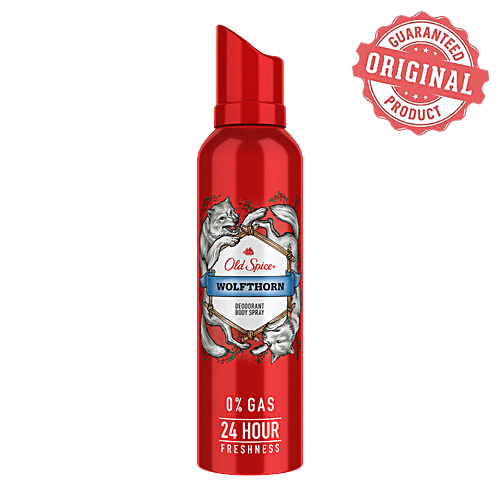 GUARANTEED
ORIGINAL
PRODUCT
Old Spice
WOLFTHORN
DEODORANT
BODY SPRAY
0% GAS
24 HOUR
FRESHNESS